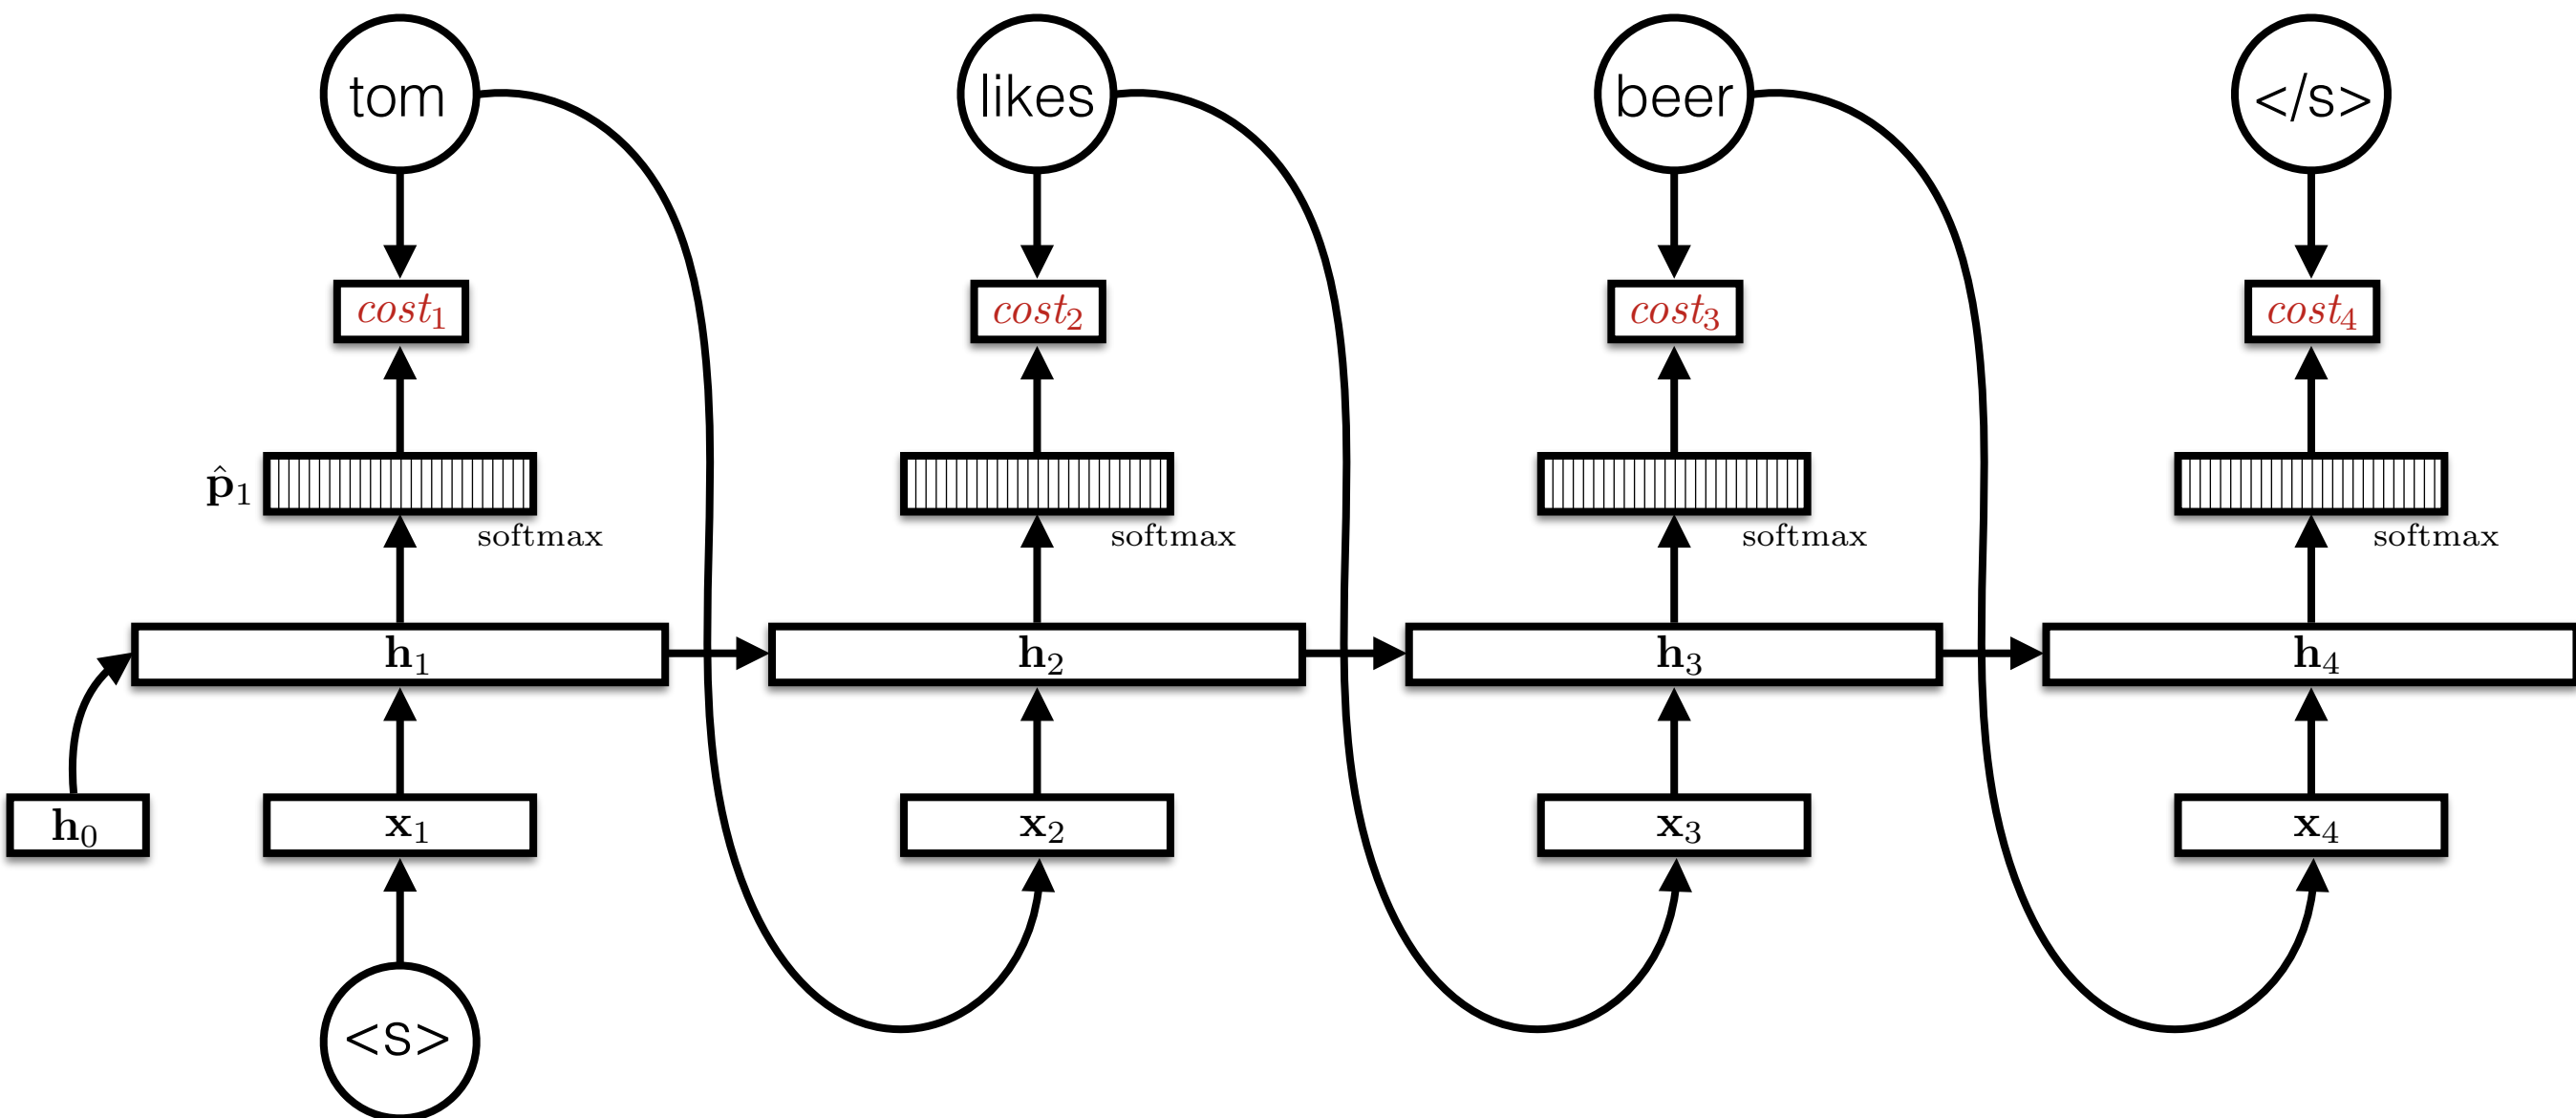 tom likes beer </s>
cost₁ cost₂ cost₃ cost₄
p̂₁
softmax softmax softmax softmax
h₁ h₂ h₃ h₄
h₀ x₁ x₂ x₃ x₄
<s>